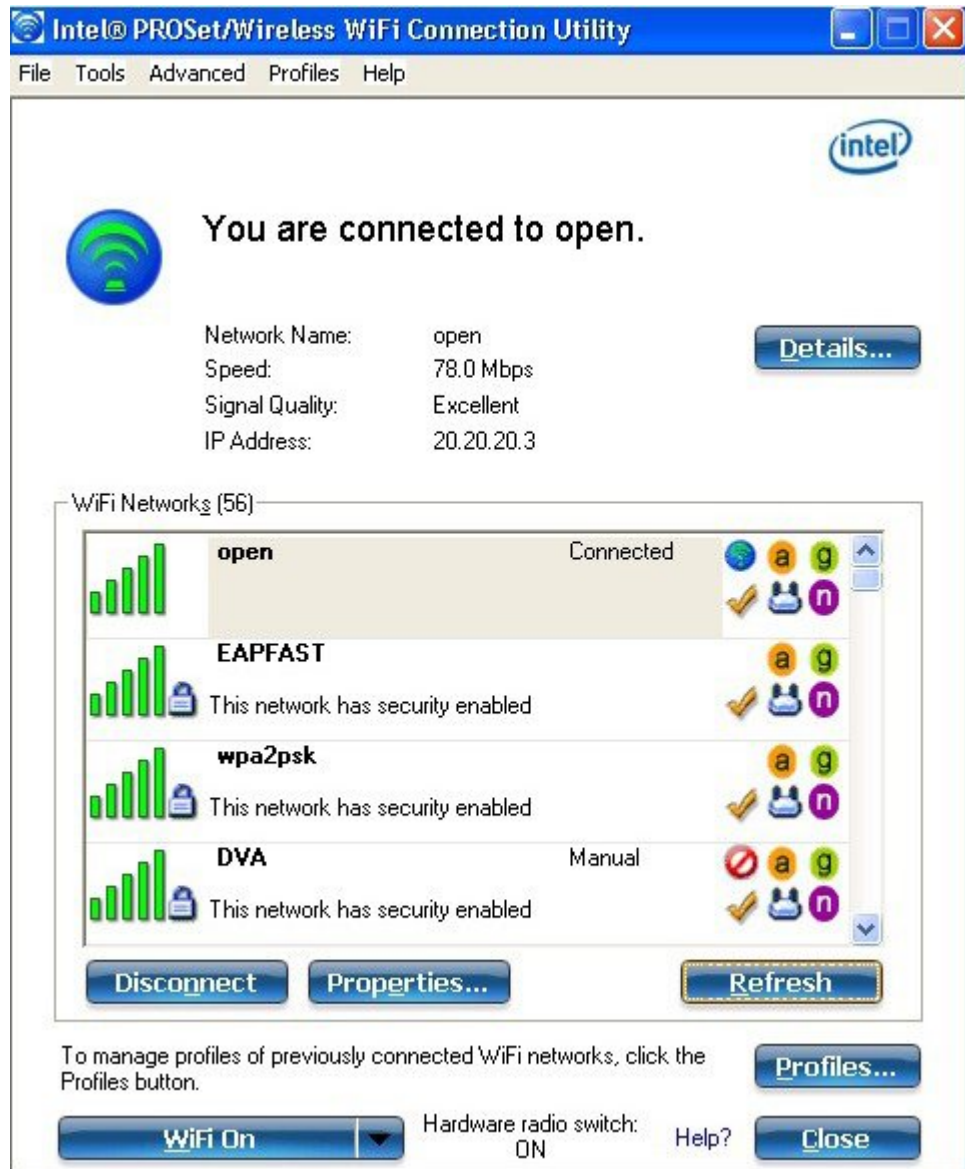 Intel® PROSet/Wireless WiFi Connection Utility
File Tools Advanced Profiles Help
intel
You are connected to open.
Network Name: open
Speed: 78.0 Mbps
Signal Quality: Excellent
IP Address: 20.20.20.3
Details...
WiFi Networks (56)
open Connected
a g
n
EAPFAST
a g
This network has security enabled
n
wpa2psk
a g
This network has security enabled
n
DVA Manual
a g
This network has security enabled
n
Disconnect Properties... Refresh
To manage profiles of previously connected WiFi networks, click the
Profiles button.
Profiles...
WiFi On
Hardware radio switch:
ON
Help?
Close